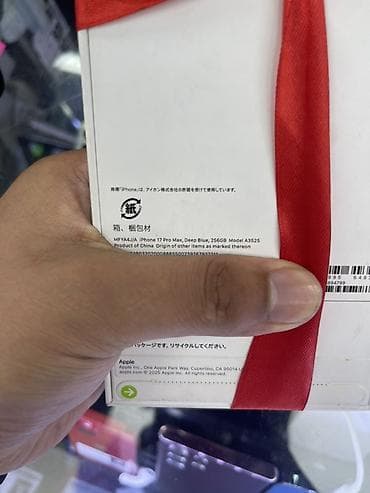 商標「iPhone」は、アイホン株式会社の許諾を受けて使用しています。
紙
箱、梱包材
MFYA4J/A iPhone 17 Pro Max, Deep Blue, 256GB Model A3525
Product of China Origin of other items as marked thereon
パッケージです。リサイクルしてください。
Apple
Apple Inc., One Apple Park Way, Cupertino, CA 95014
apple.com © 2025 Apple Inc. All rights reserved.